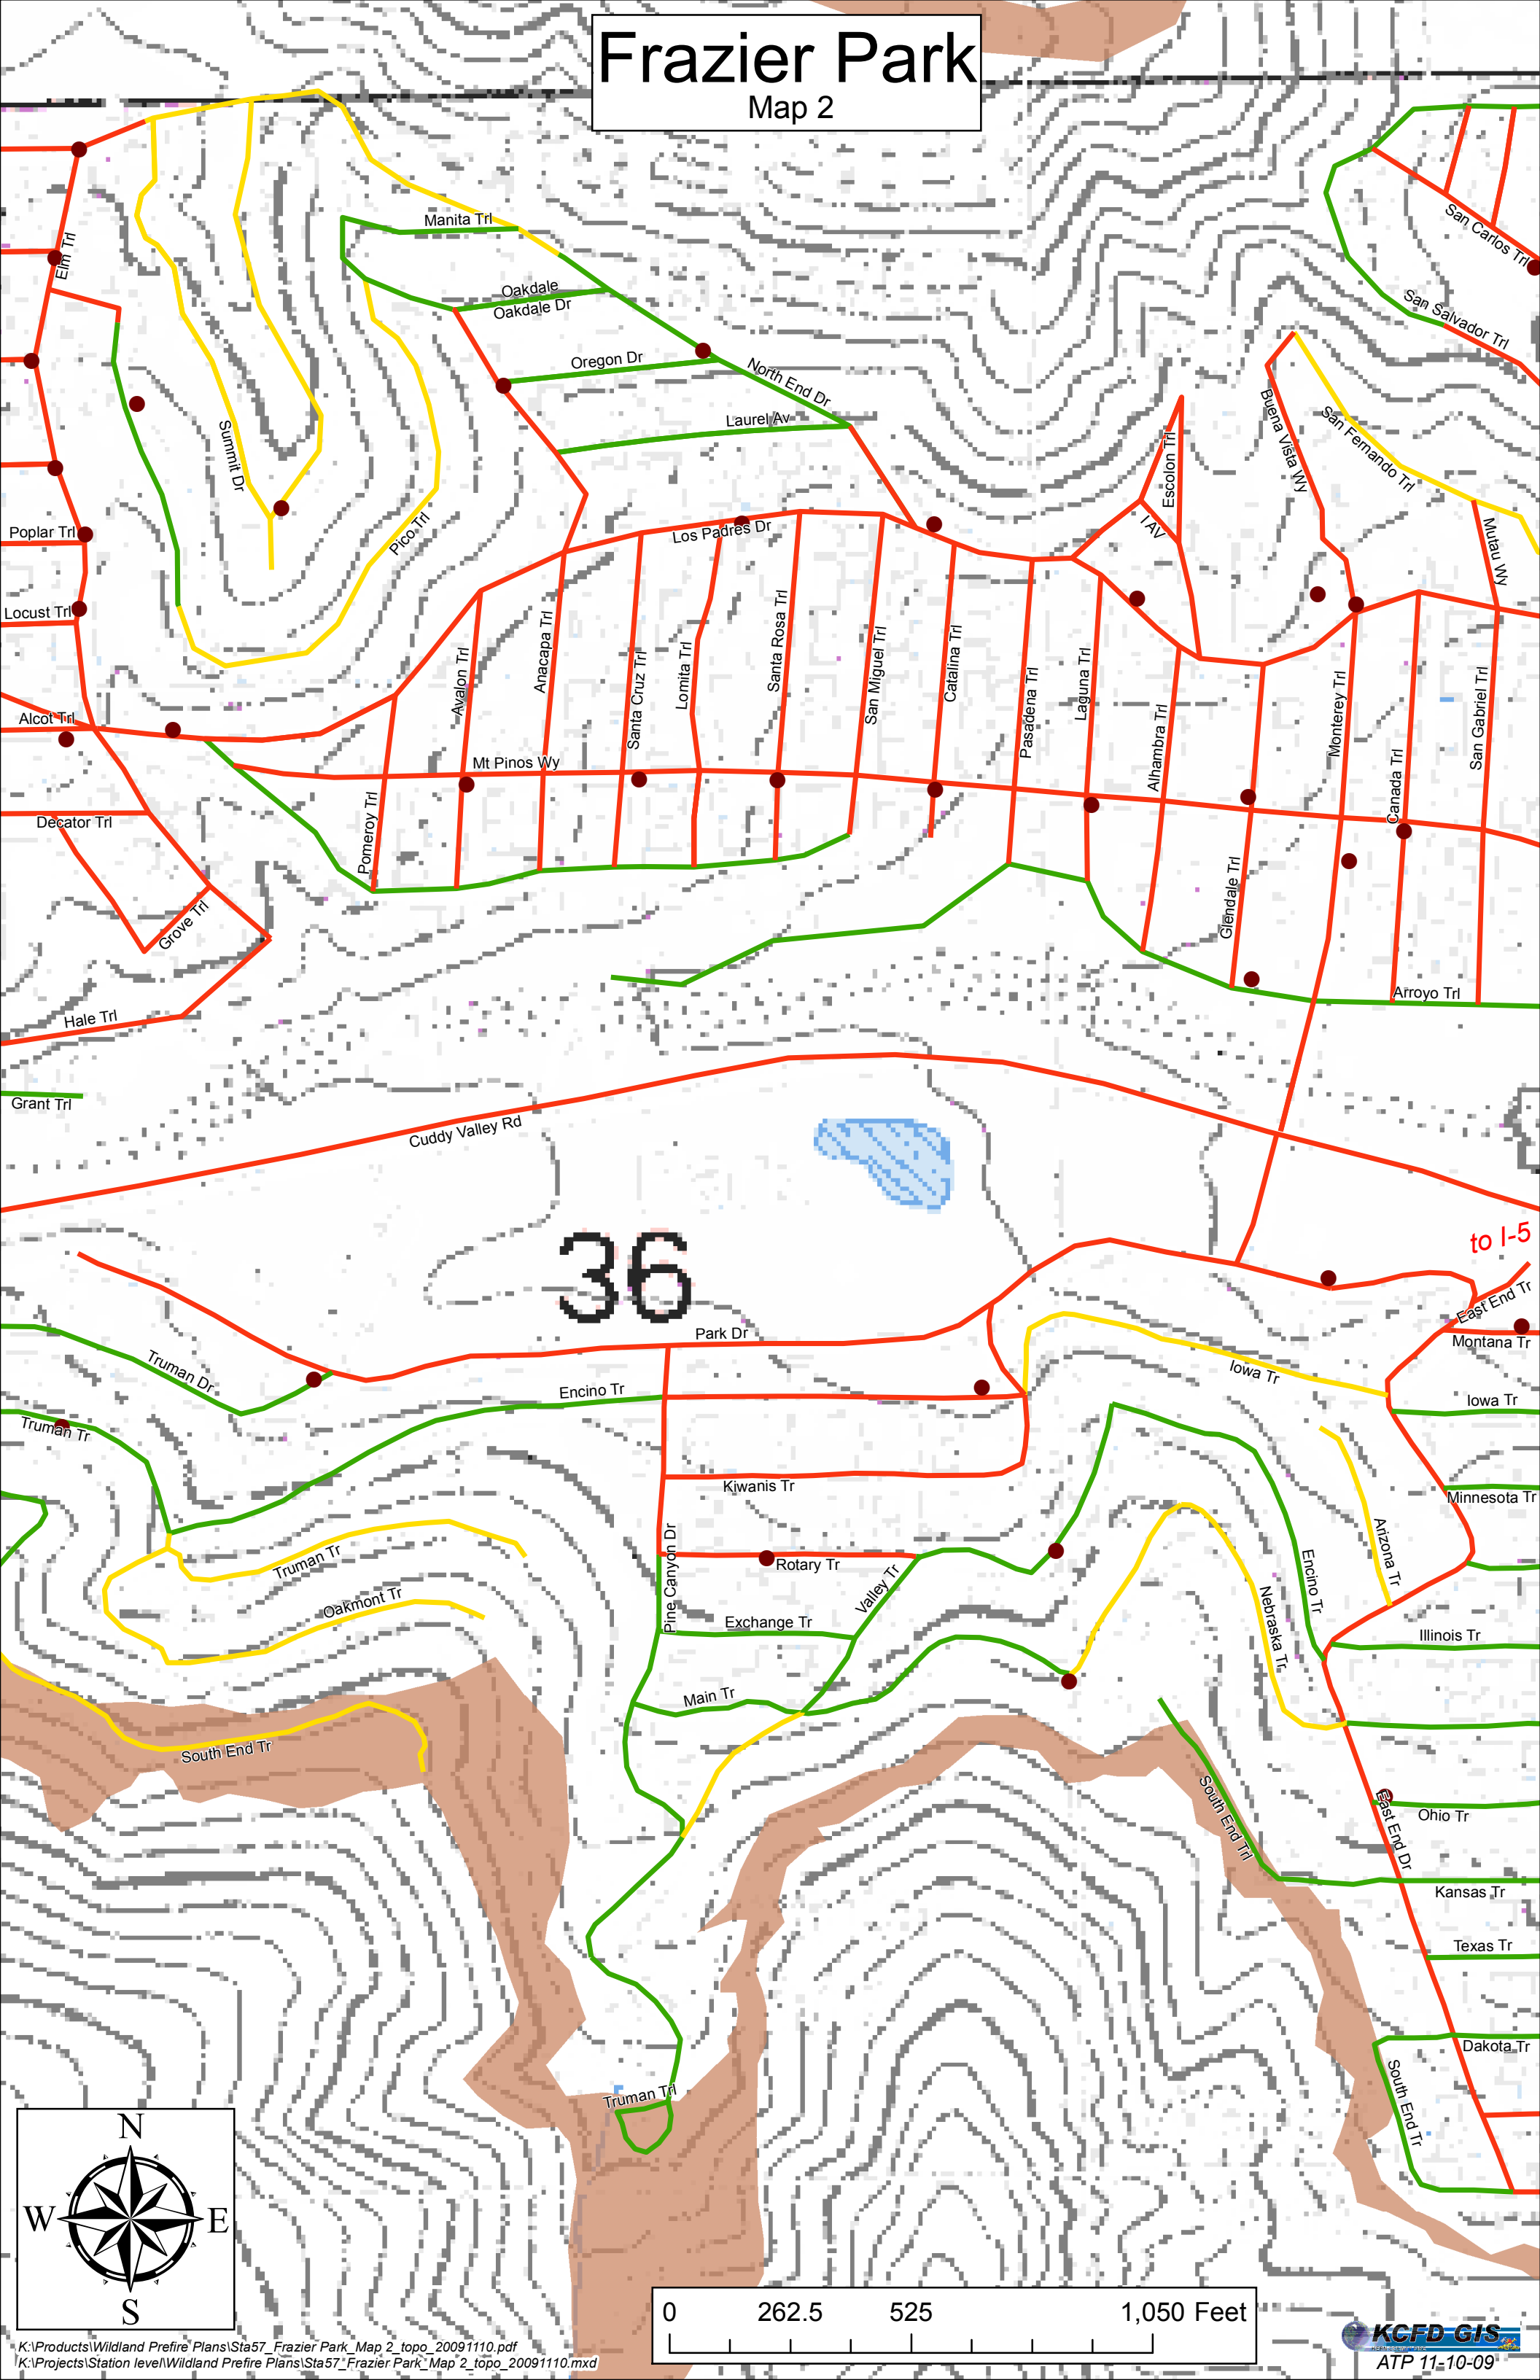 Frazier Park
Map 2
Manita Trl
Elm Trl
San Carlos Trl
Oakdale
Oakdale Dr
San Salvador Trl
Oregon Dr
North End Dr
Laurel Av
Buena Vista Wy
San Fernando Trl
Summit Dr
Escolon Trl
I AV
Pico Trl
Poplar Trl
Los Padres Dr
Mutau Wy
Locust Trl
Avalon Trl
Anacapa Trl
Santa Cruz Trl
Lomita Trl
Santa Rosa Trl
San Miguel Trl
Catalina Trl
Pasadena Trl
Laguna Trl
Alhambra Trl
Monterey Trl
Canada Trl
San Gabriel Trl
Alcot Trl
Mt Pinos Wy
Decator Trl
Pomeroy Trl
Glendale Trl
Grove Trl
Arroyo Trl
Hale Trl
Grant Trl
Cuddy Valley Rd
36
to I-5
East End Tr
Park Dr
Montana Tr
Truman Dr
Iowa Tr
Encino Tr
Iowa Tr
Truman Tr
Kiwanis Tr
Minnesota Tr
Arizona Tr
Pine Canyon Dr
Rotary Tr
Truman Tr
Valley Tr
Encino Tr
Oakmont Tr
Exchange Tr
Nebraska Tr
Illinois Tr
Main Tr
South End Tr
South End Trl
East End Dr
Ohio Tr
Kansas Tr
Texas Tr
Dakota Tr
South End Tr
Truman Trl
N
W
E
S
0 262.5 525 1,050 Feet
K:\Products\Wildland Prefire Plans\Sta57_Frazier Park_Map 2_topo_20091110.pdf
K:\Projects\Station level\Wildland Prefire Plans\Sta57_Frazier Park_Map 2_topo_20091110.mxd
KCFD GIS
ATP 11-10-09